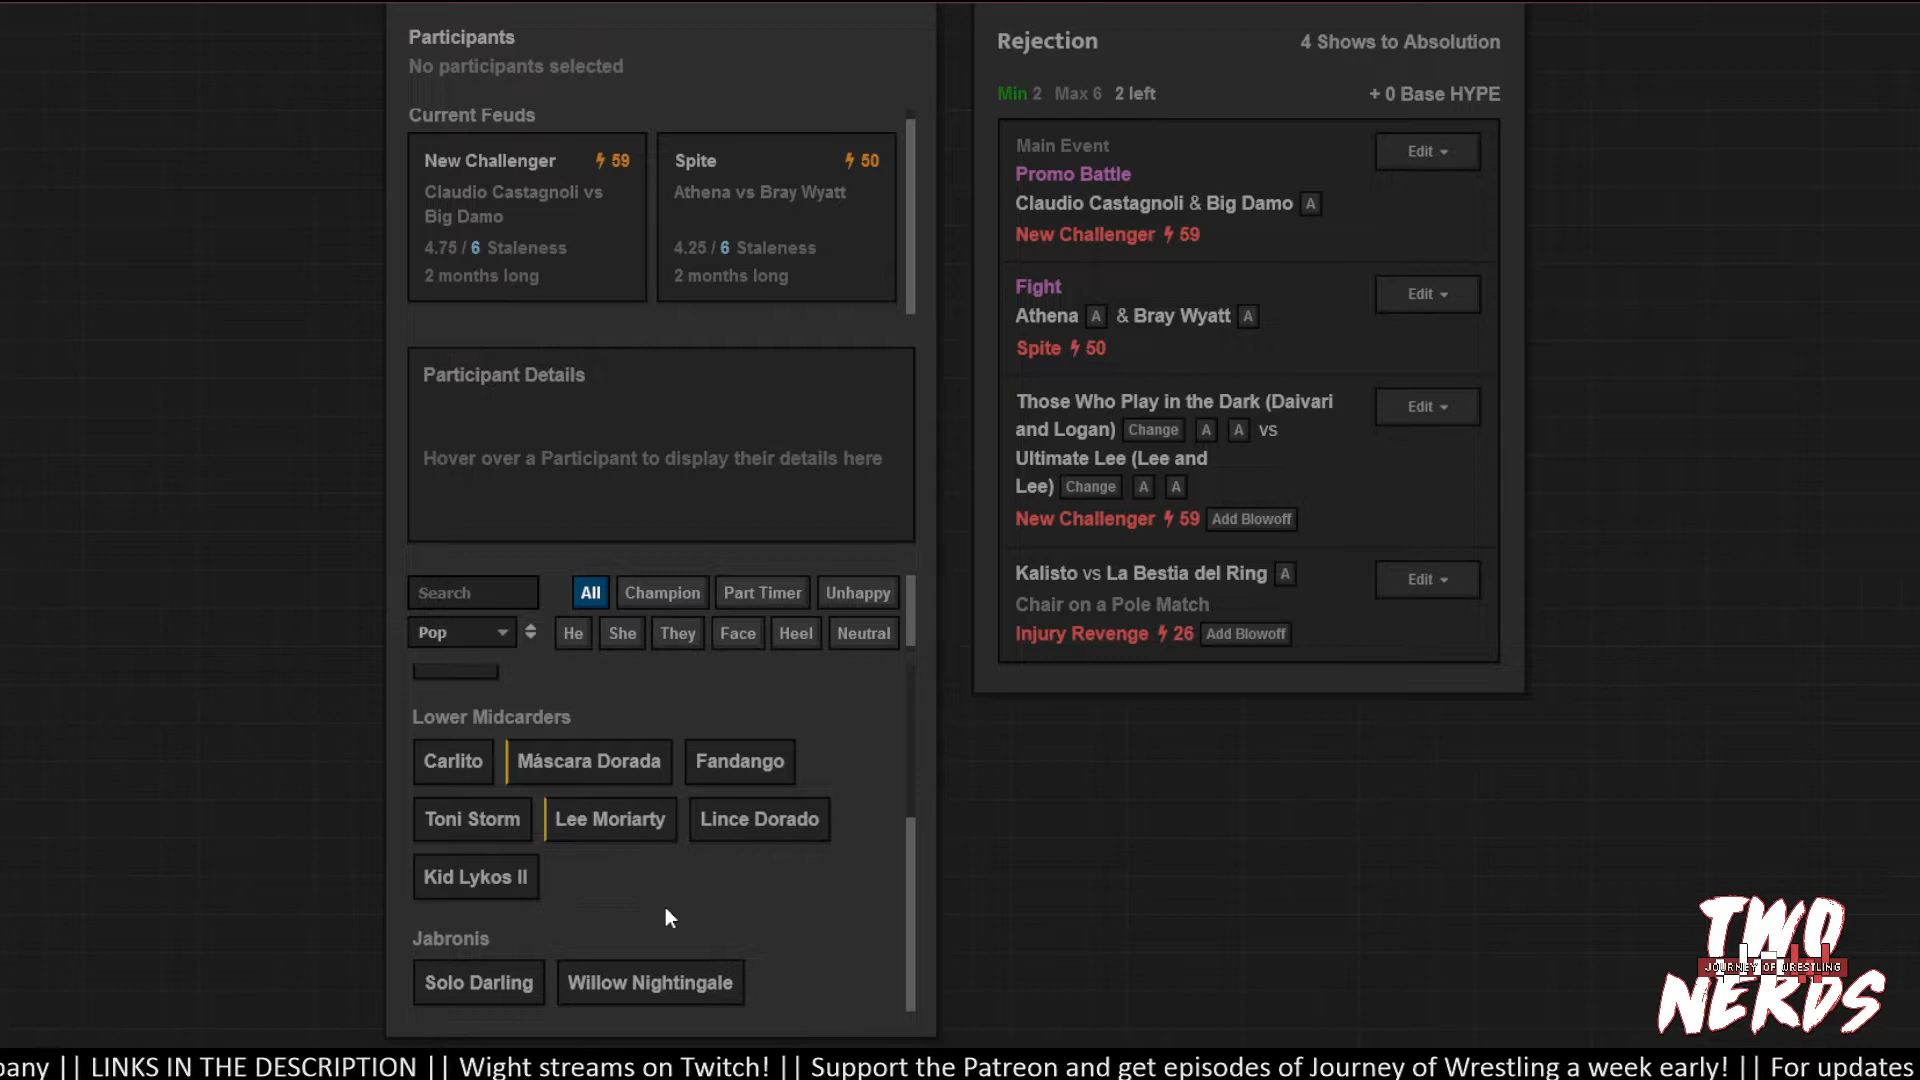 Participants
No participants selected
Current Feuds
New Challenger 59
Claudio Castagnoli vs
Big Damo
4.75 / 6 Staleness
2 months long
Spite 50
Athena vs Bray Wyatt
4.25 / 6 Staleness
2 months long
Participant Details
Hover over a Participant to display their details here
Search
All Champion Part Timer Unhappy
Pop
He She They Face Heel Neutral
Lower Midcarders
Carlito Máscara Dorada Fandango
Toni Storm Lee Moriarty Lince Dorado
Kid Lykos II
Jabronis
Solo Darling Willow Nightingale
Rejection 4 Shows to Absolution
Min 2 Max 6 2 left + 0 Base HYPE
Main Event Edit
Promo Battle
Claudio Castagnoli & Big Damo A
New Challenger 59
Fight Edit
Athena A & Bray Wyatt A
Spite 50
Those Who Play in the Dark (Daivari Edit
and Logan) Change A A vs
Ultimate Lee (Lee and
Lee) Change A A
New Challenger 59 Add Blowoff
Kalisto vs La Bestia del Ring A Edit
Chair on a Pole Match
Injury Revenge 26 Add Blowoff
TWO
JOURNEY OF WRESTLING
NERDS
pany || LINKS IN THE DESCRIPTION || Wight streams on Twitch! || Support the Patreon and get episodes of Journey of Wrestling a week early! || For updates